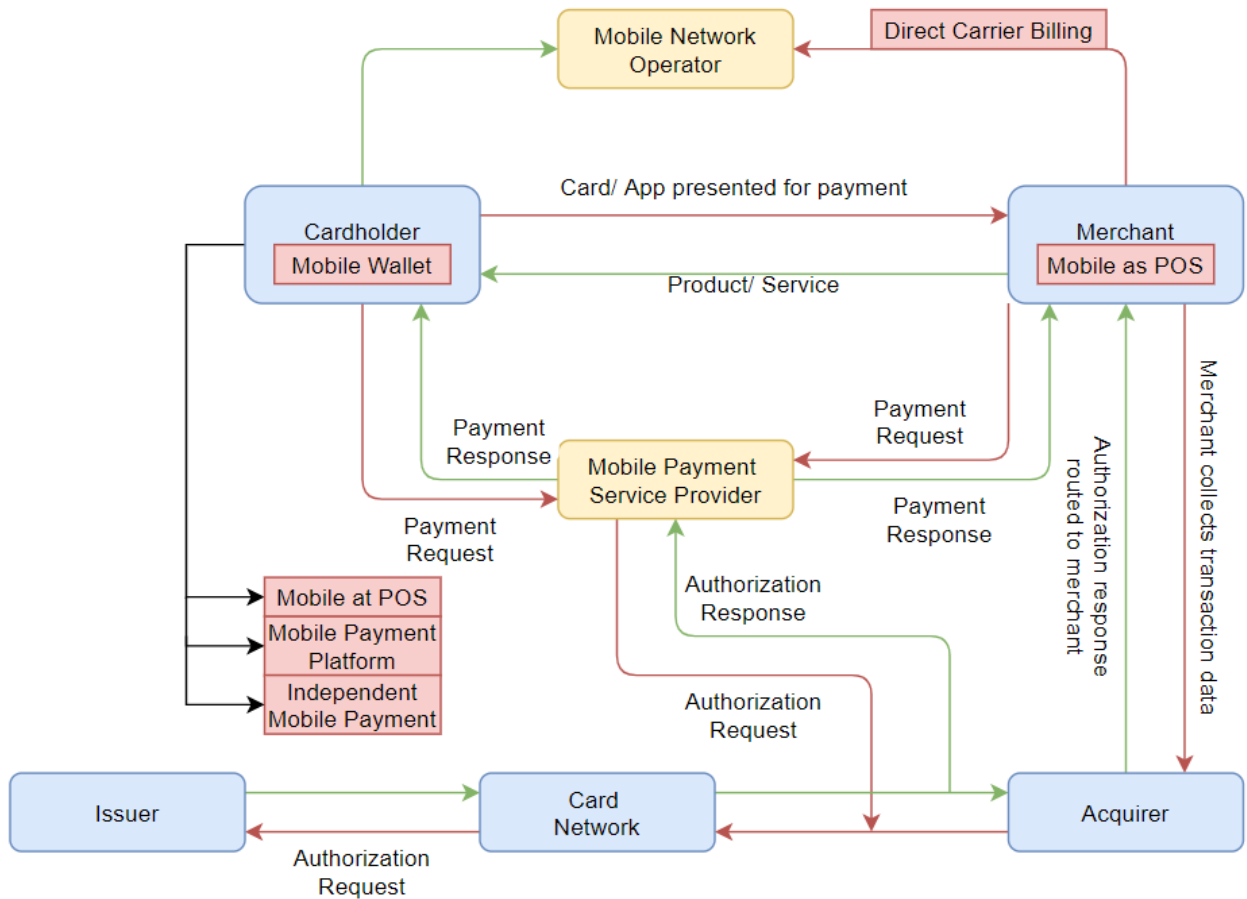 Direct Carrier Billing
Mobile Network
Operator
Card/ App presented for payment
Cardholder
Mobile Wallet
Merchant
Mobile as POS
Product/ Service
Payment
Request
Payment
Response
Mobile Payment
Service Provider
Payment
Request
Payment
Response
Authorization response
routed to merchant
Merchant collects transaction data
Mobile at POS
Mobile Payment
Platform
Independent
Mobile Payment
Authorization
Response
Authorization
Request
Issuer
Card
Network
Acquirer
Authorization
Request